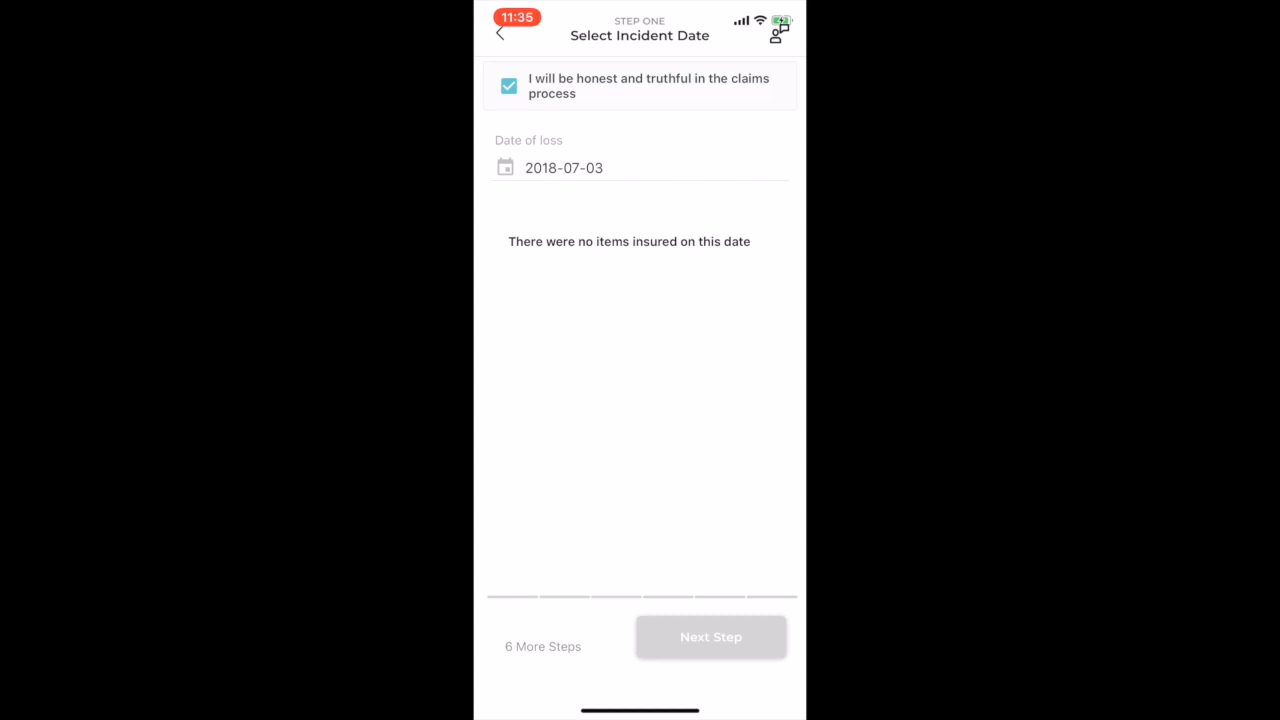 11:35
STEP ONE
Select Incident Date
I will be honest and truthful in the claims
process
Date of loss
2018-07-03
There were no items insured on this date
6 More Steps
Next Step